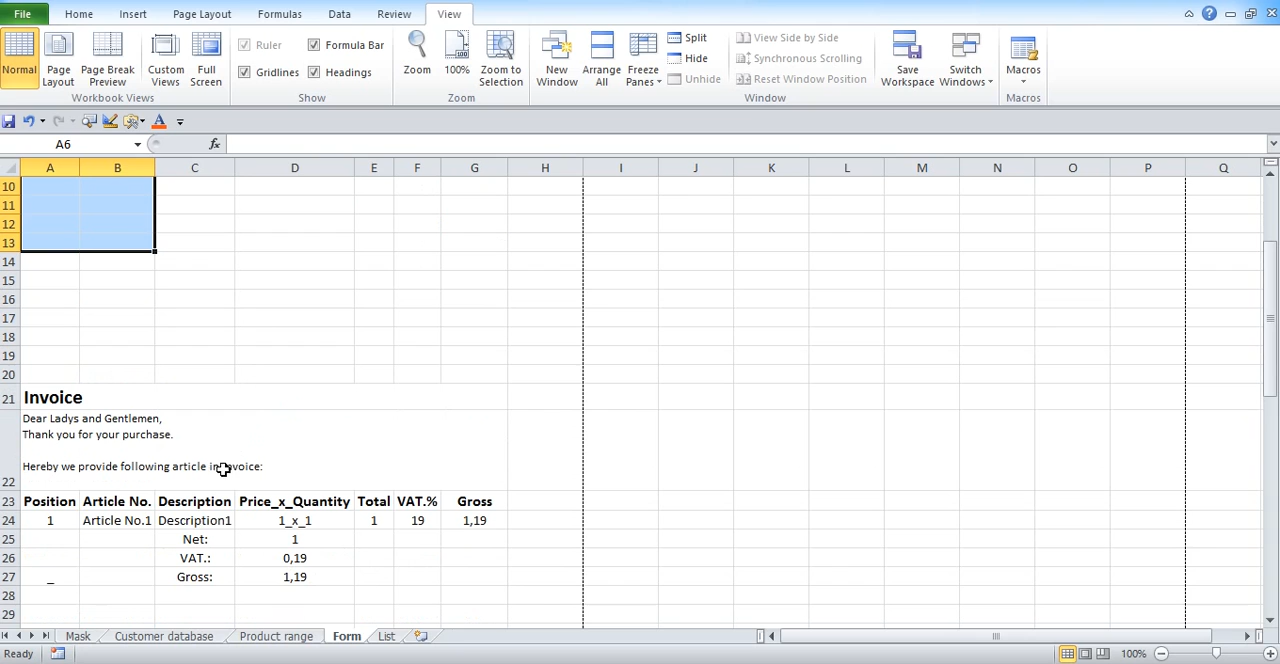 File Home Insert Page Layout Formulas Data Review View
Normal Page Layout Page Break Preview Custom Views Full Screen
Workbook Views
Ruler Formula Bar
Gridlines Headings
Show
Zoom 100% Zoom to Selection
Zoom
New Window Arrange All Freeze Panes
Split
Hide
Unhide
View Side by Side
Synchronous Scrolling
Reset Window Position
Window
Save Workspace Switch Windows
Macros
Macros
A6 fx
A B C D E F G H I J K L M N O P Q
10
11
12
13
14
15
16
17
18
19
20
21 Invoice
Dear Ladys and Gentlemen,
Thank you for your purchase.
Hereby we provide following article in invoice:
22
23 Position Article No. Description Price_x_Quantity Total VAT.% Gross
24 1 Article No.1 Description1 1_x_1 1 19 1,19
25 Net: 1
26 VAT.: 0,19
27 _ Gross: 1,19
28
29
Mask Customer database Product range Form List
Ready 100%